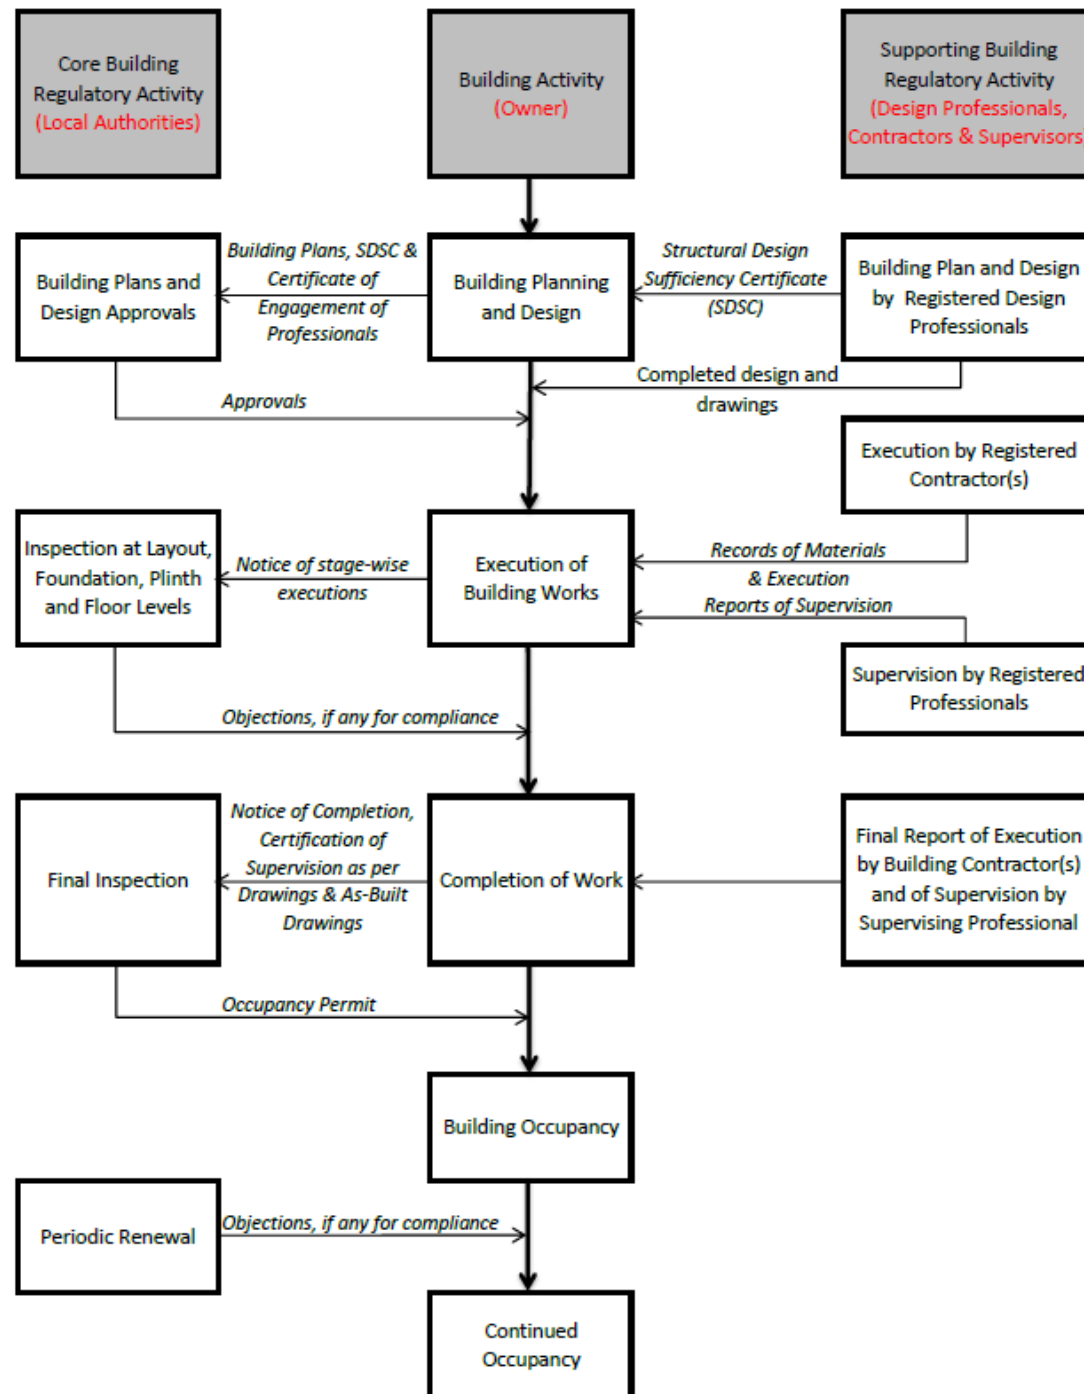 Core Building
Regulatory Activity
(Local Authorities)
Building Activity
(Owner)
Supporting Building
Regulatory Activity
(Design Professionals,
Contractors & Supervisors)
Building Plans and
Design Approvals
Building Plans, SDSC &
Certificate of
Engagement of
Professionals
Building Planning
and Design
Structural Design
Sufficiency Certificate
(SDSC)
Building Plan and Design
by Registered Design
Professionals
Completed design and
drawings
Approvals
Execution by Registered
Contractor(s)
Inspection at Layout,
Foundation, Plinth
and Floor Levels
Notice of stage-wise
executions
Execution of
Building Works
Records of Materials
& Execution
Reports of Supervision
Supervision by Registered
Professionals
Objections, if any for compliance
Final Inspection
Notice of Completion,
Certification of
Supervision as per
Drawings & As-Built
Drawings
Completion of Work
Final Report of Execution
by Building Contractor(s)
and of Supervision by
Supervising Professional
Occupancy Permit
Building Occupancy
Periodic Renewal
Objections, if any for compliance
Continued
Occupancy